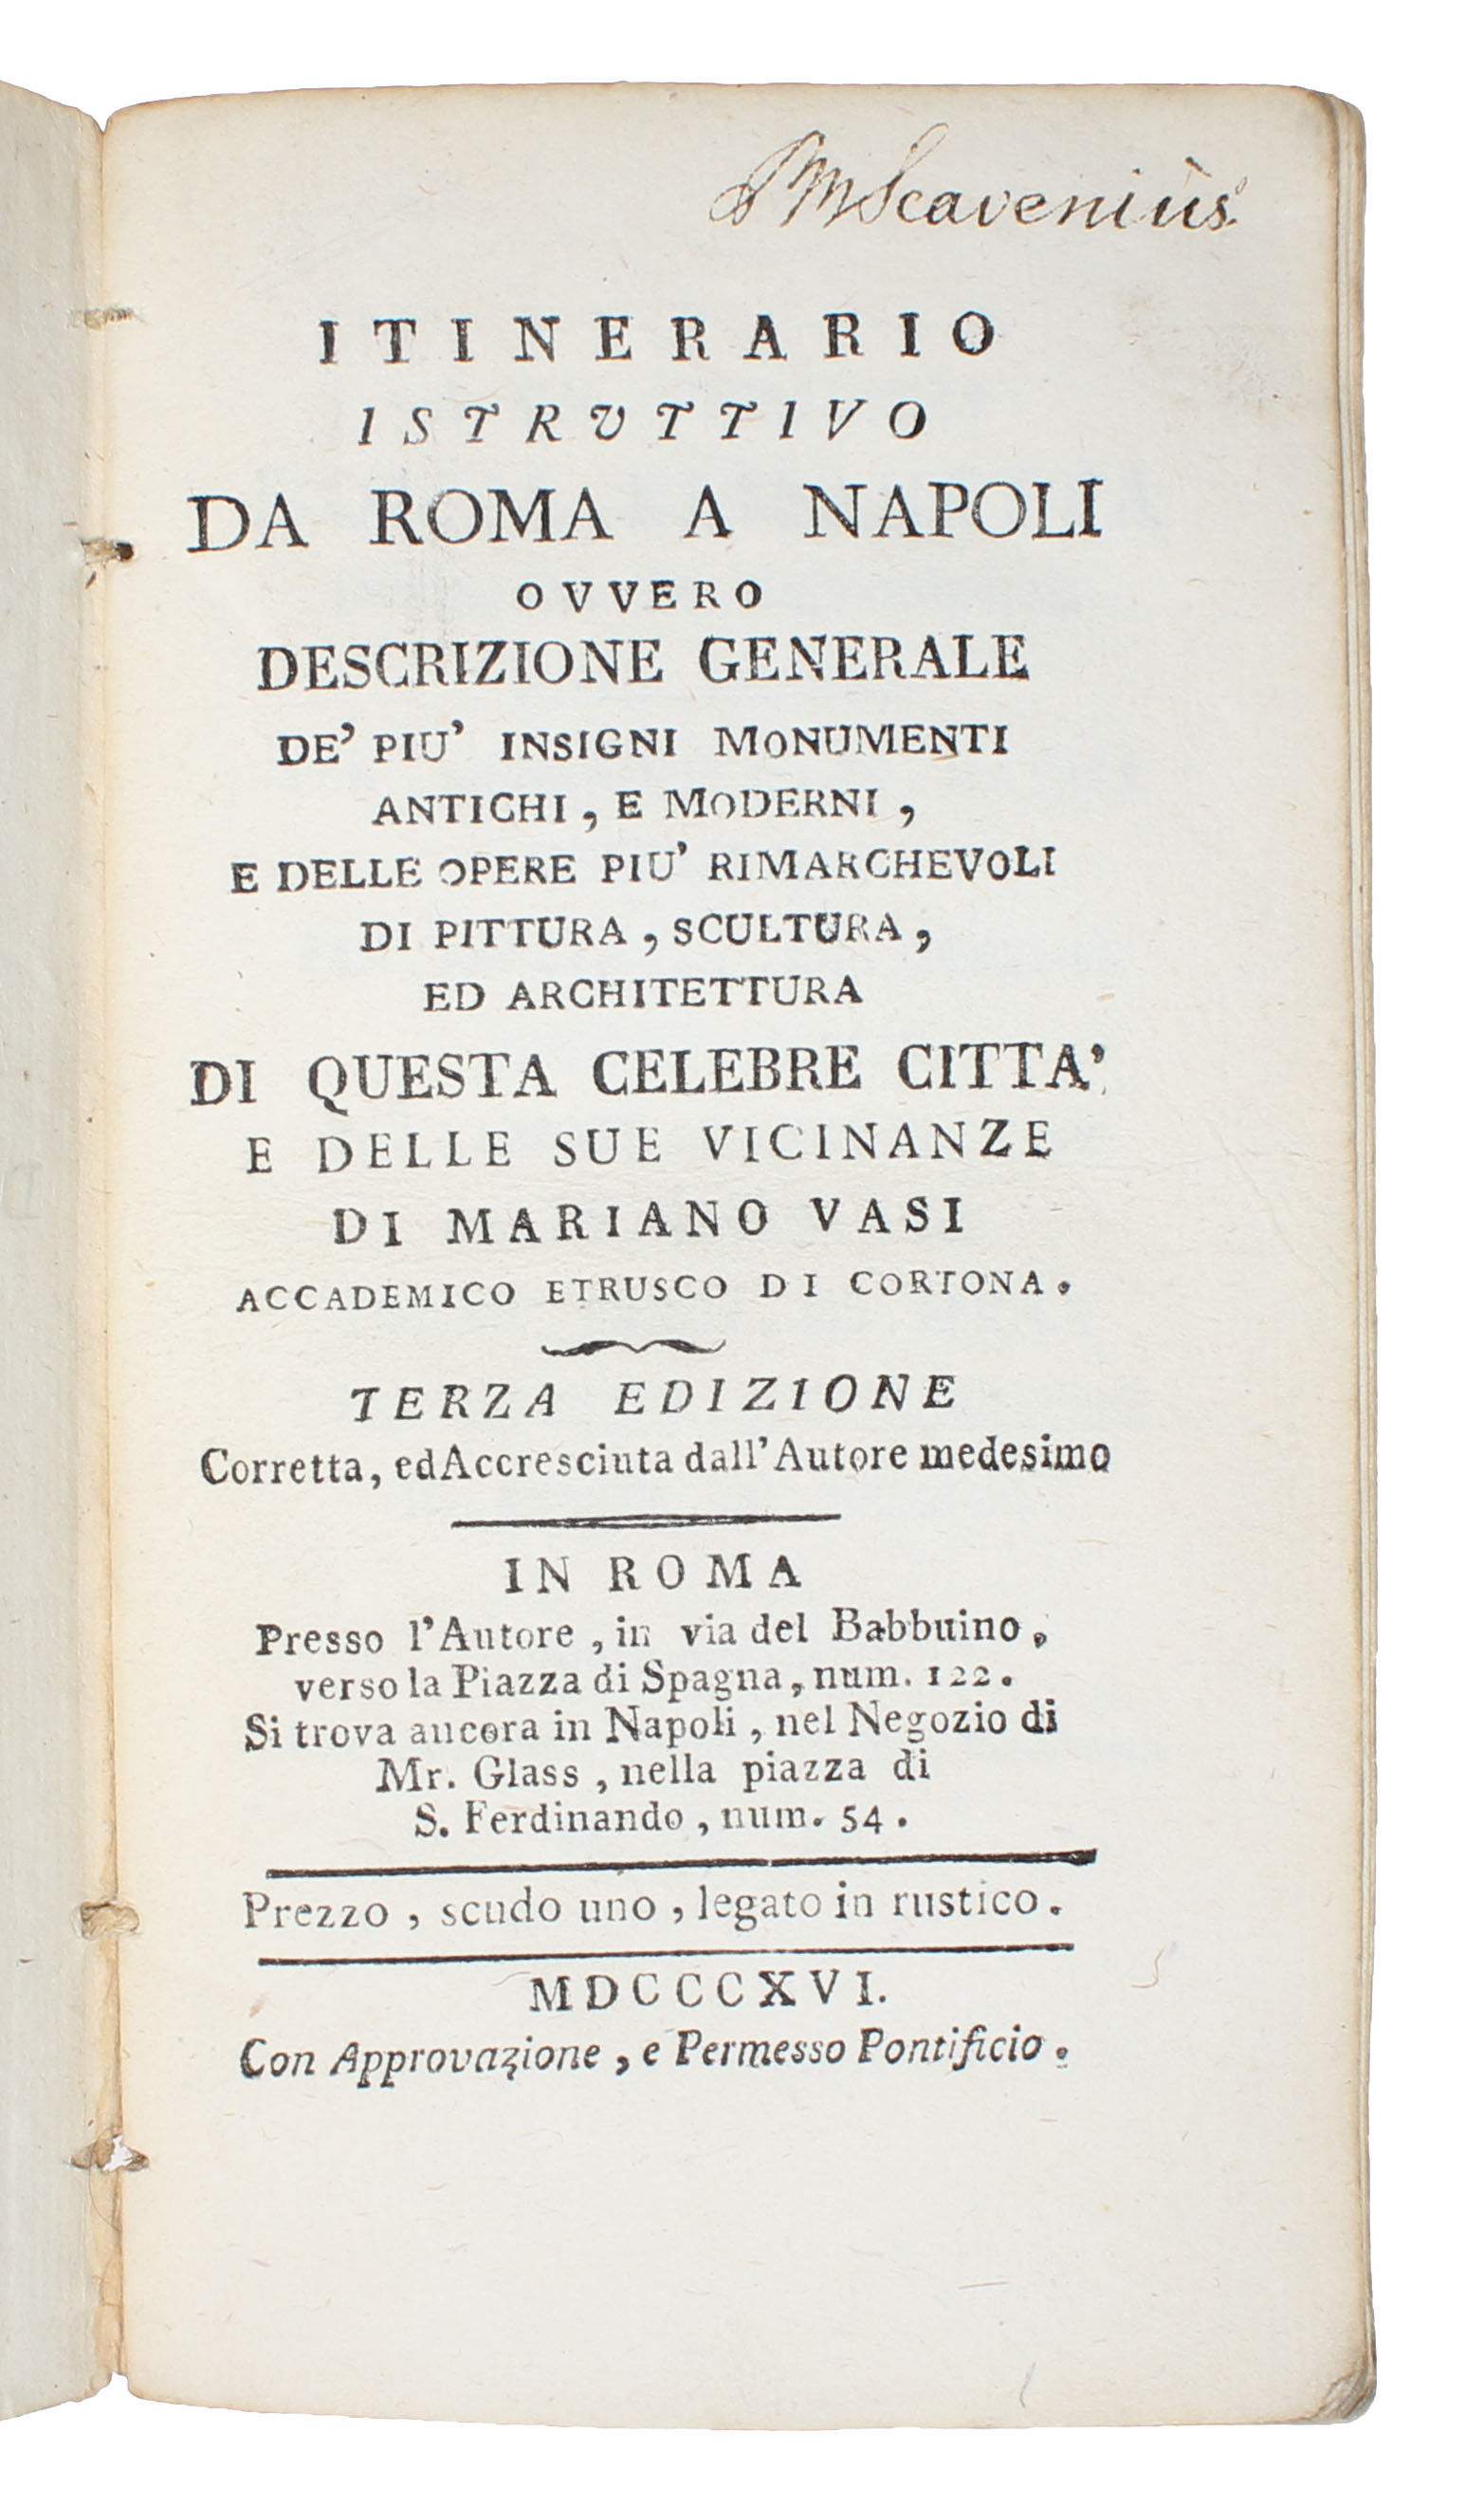 Scavenius
ITINERARIO
ISTRUTTIVO
DA ROMA A NAPOLI
OVVERO
DESCRIZIONE GENERALE
DE' PIU' INSIGNI MONUMENTI
ANTICHI, E MODERNI,
E DELLE OPERE PIU' RIMARCHEVOLI
DI PITTURA, SCULTURA,
ED ARCHITETTURA
DI QUESTA CELEBRE CITTA'
E DELLE SUE VICINANZE
DI MARIANO VASI
ACCADEMICO ETRUSCO DI CORTONA.
TERZA EDIZIONE
Corretta, ed Accresciuta dall'Autore medesimo
IN ROMA
Presso l'Autore, in via del Babbuino,
verso la Piazza di Spagna, num. 122.
Si trova ancora in Napoli, nel Negozio di
Mr. Glass, nella piazza di
S. Ferdinando, num. 54.
Prezzo, scudo uno, legato in rustico.
MDCCCXVI.
Con Approvazione, e Permesso Pontificio.